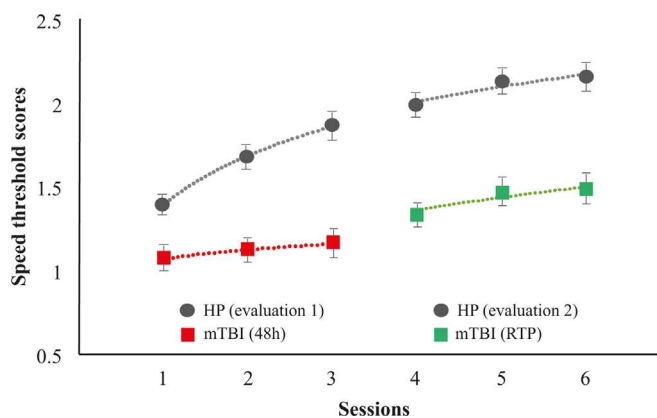 2.5
2
1.5
1
0.5
Speed threshold scores
HP (evaluation 1)
HP (evaluation 2)
mTBI (48h)
mTBI (RTP)
1 2 3 4 5 6
Sessions